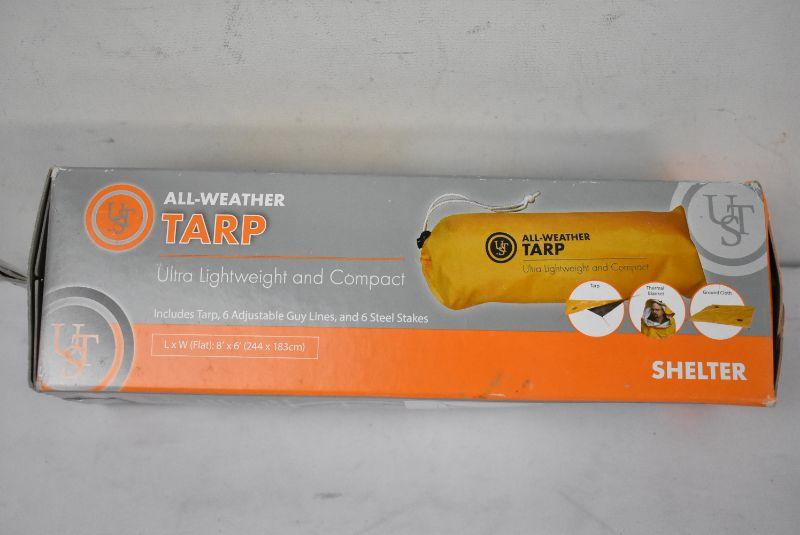 UST
ALL-WEATHER
TARP
Ultra Lightweight and Compact
Includes Tarp, 6 Adjustable Guy Lines, and 6 Steel Stakes
L x W (Flat): 8' x 6' (244 x 183cm)
UST
UST
ALL-WEATHER
TARP
Ultra Lightweight and Compact
UST
Tarp
Thermal
Blanket
Ground Cloth
SHELTER